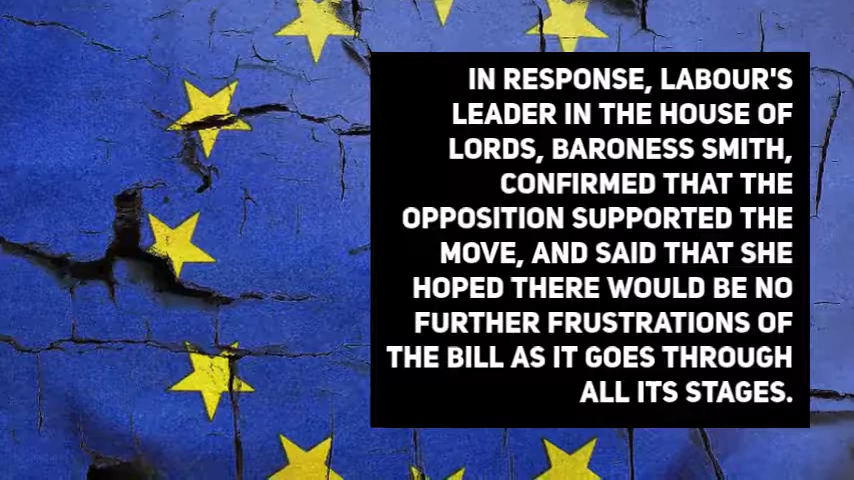 IN RESPONSE, LABOUR'S
LEADER IN THE HOUSE OF
LORDS, BARONESS SMITH,
CONFIRMED THAT THE
OPPOSITION SUPPORTED THE
MOVE, AND SAID THAT SHE
HOPED THERE WOULD BE NO
FURTHER FRUSTRATIONS OF
THE BILL AS IT GOES THROUGH
ALL ITS STAGES.